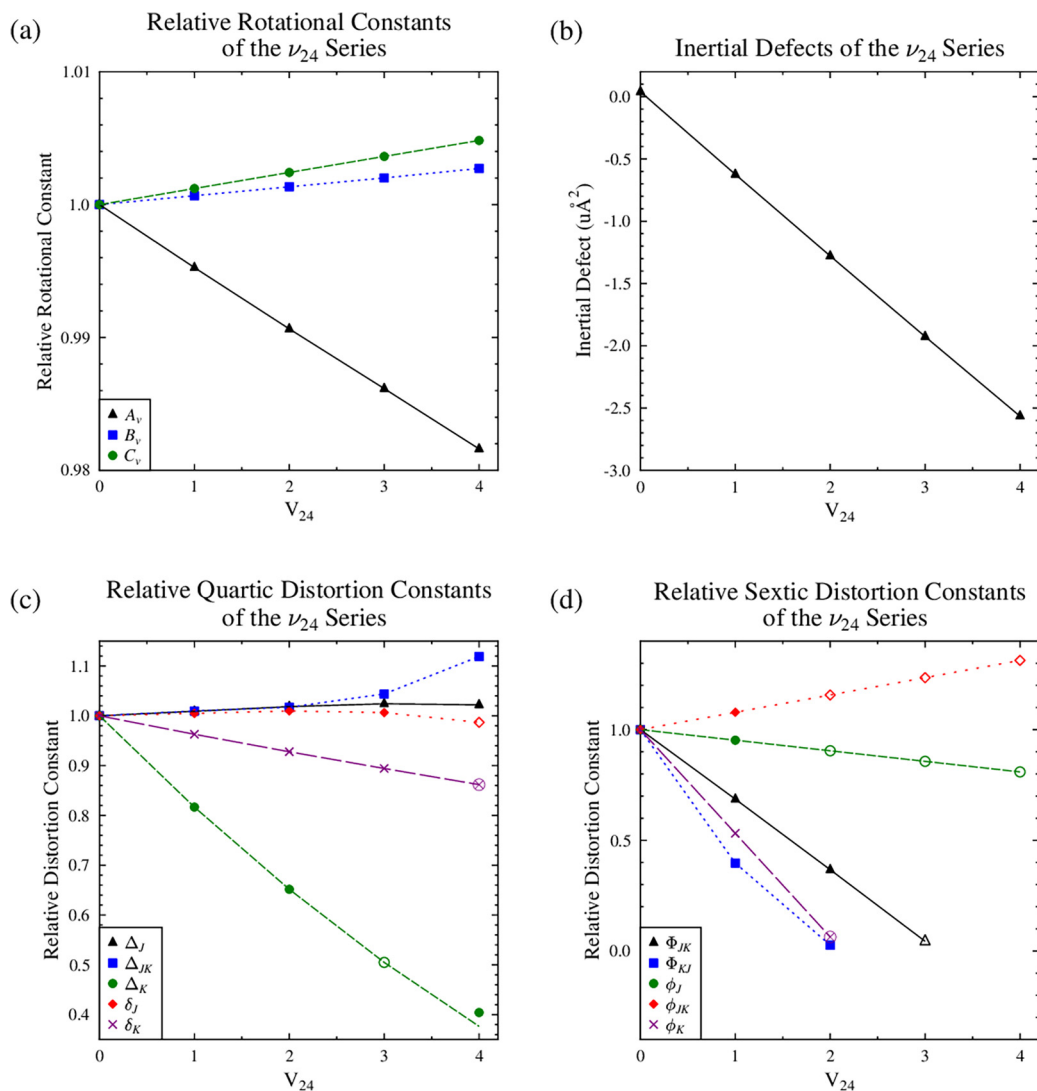 (a)
Relative Rotational Constants
of the ν24 Series
1.01
1.0
0.99
0.98
Relative Rotational Constant
Av
Bv
Cv
0 1 2 3 4
V24
(b)
Inertial Defects of the ν24 Series
0.0
-0.5
-1.0
-1.5
-2.0
-2.5
-3.0
Inertial Defect (uÅ2)
0 1 2 3 4
V24
(c)
Relative Quartic Distortion Constants
of the ν24 Series
1.1
1.0
0.9
0.8
0.7
0.6
0.5
0.4
Relative Distortion Constant
ΔJ
ΔJK
ΔK
δJ
δK
0 1 2 3 4
V24
(d)
Relative Sextic Distortion Constants
of the ν24 Series
1.0
0.5
0.0
Relative Distortion Constant
ΦJK
ΦKJ
ϕJ
ϕJK
ϕK
0 1 2 3 4
V24